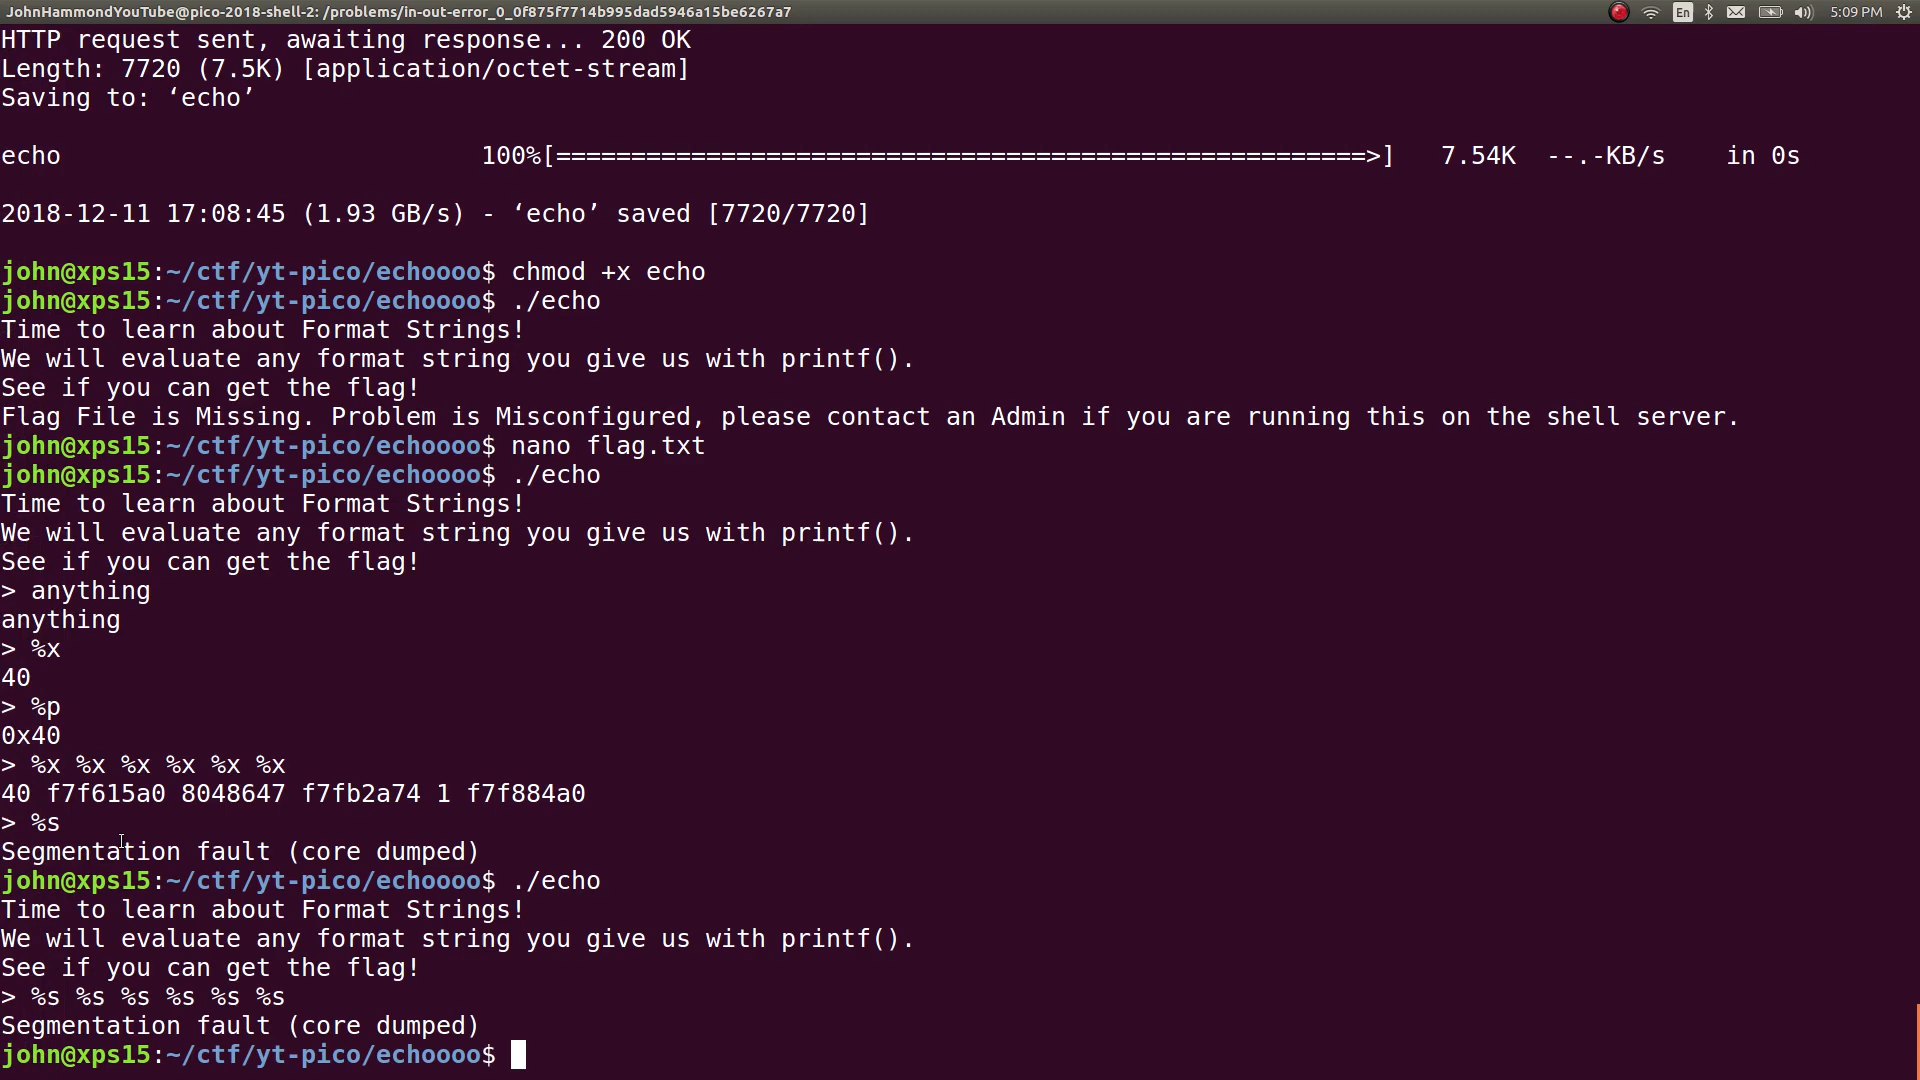 JohnHammondYouTube@pico-2018-shell-2: /problems/in-out-error_0_0f875f7714b995dad5946a15be6267a7 En 5:09 PM
HTTP request sent, awaiting response... 200 OK
Length: 7720 (7.5K) [application/octet-stream]
Saving to: ‘echo’
echo 100%[======================================================>] 7.54K --.-KB/s in 0s
2018-12-11 17:08:45 (1.93 GB/s) - ‘echo’ saved [7720/7720]
john@xps15:~/ctf/yt-pico/echoooo$ chmod +x echo
john@xps15:~/ctf/yt-pico/echoooo$ ./echo
Time to learn about Format Strings!
We will evaluate any format string you give us with printf().
See if you can get the flag!
Flag File is Missing. Problem is Misconfigured, please contact an Admin if you are running this on the shell server.
john@xps15:~/ctf/yt-pico/echoooo$ nano flag.txt
john@xps15:~/ctf/yt-pico/echoooo$ ./echo
Time to learn about Format Strings!
We will evaluate any format string you give us with printf().
See if you can get the flag!
> anything
anything
> %x
40
> %p
0x40
> %x %x %x %x %x %x
40 f7f615a0 8048647 f7fb2a74 1 f7f884a0
> %s
Segmentation fault (core dumped)
john@xps15:~/ctf/yt-pico/echoooo$ ./echo
Time to learn about Format Strings!
We will evaluate any format string you give us with printf().
See if you can get the flag!
> %s %s %s %s %s %s
Segmentation fault (core dumped)
john@xps15:~/ctf/yt-pico/echoooo$